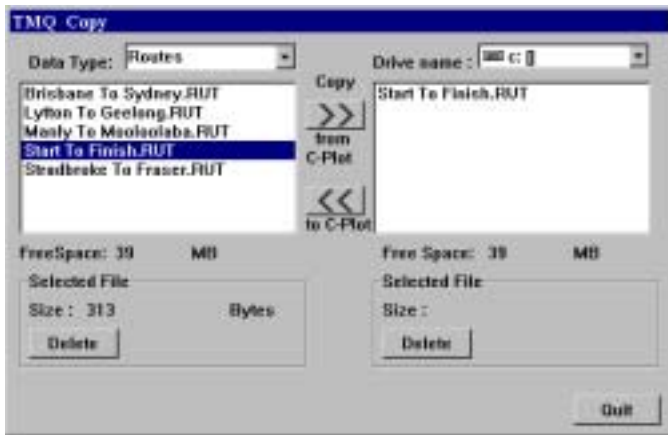 TMQ Copy
Data Type: Routes
Drive name : c: []
Brisbane To Sydney.RUT
Lytton To Geelong.RUT
Manly To Mooloolaba.RUT
Start To Finish.RUT
Stradbroke To Fraser.RUT
Copy
>>
from
C-Plot
<<
to C-Plot
Start To Finish.RUT
FreeSpace: 39 MB
Free Space: 39 MB
Selected File
Size : 313 Bytes
Delete
Selected File
Size :
Delete
Quit